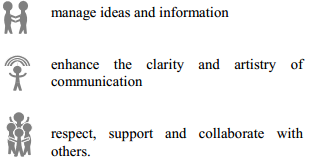 manage ideas and information
enhance the clarity and artistry of
communication
respect, support and collaborate with
others.